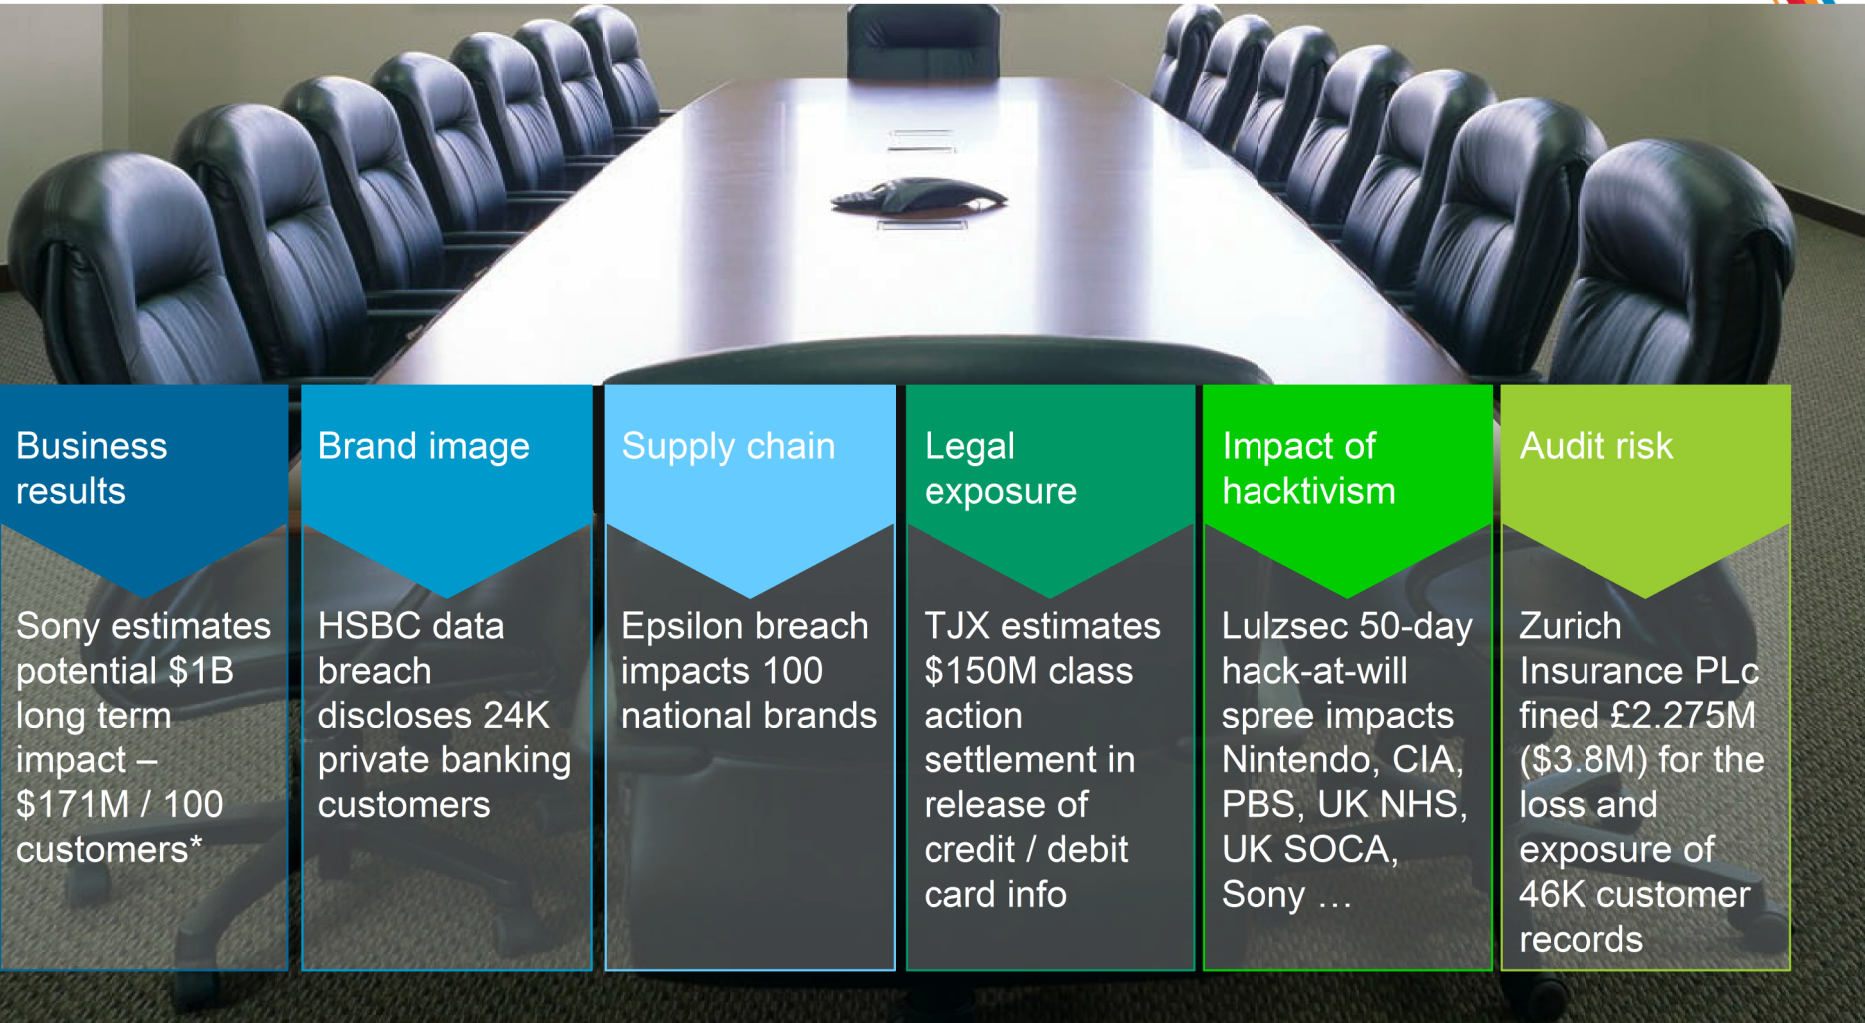 Business
results
Sony estimates
potential $1B
long term
impact –
$171M / 100
customers*
Brand image
HSBC data
breach
discloses 24K
private banking
customers
Supply chain
Epsilon breach
impacts 100
national brands
Legal
exposure
TJX estimates
$150M class
action
settlement in
release of
credit / debit
card info
Impact of
hacktivism
Lulzsec 50-day
hack-at-will
spree impacts
Nintendo, CIA,
PBS, UK NHS,
UK SOCA,
Sony …
Audit risk
Zurich
Insurance PLc
fined £2.275M
($3.8M) for the
loss and
exposure of
46K customer
records